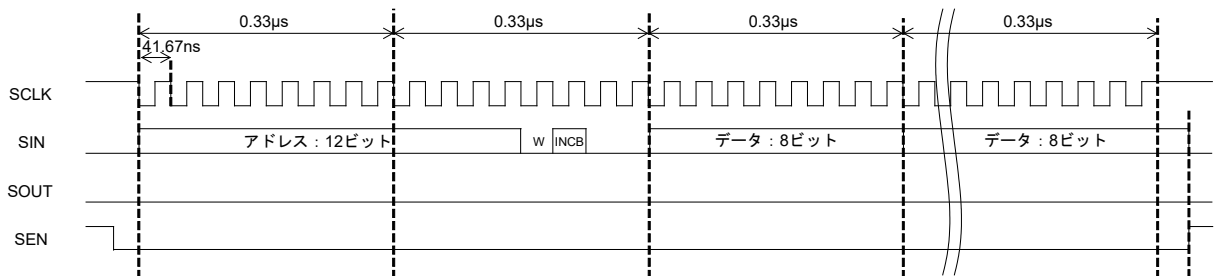 0.33µs 0.33µs 0.33µs 0.33µs
41.67ns
SCLK
SIN アドレス：12ビット W INCB データ：8ビット データ：8ビット
SOUT
SEN